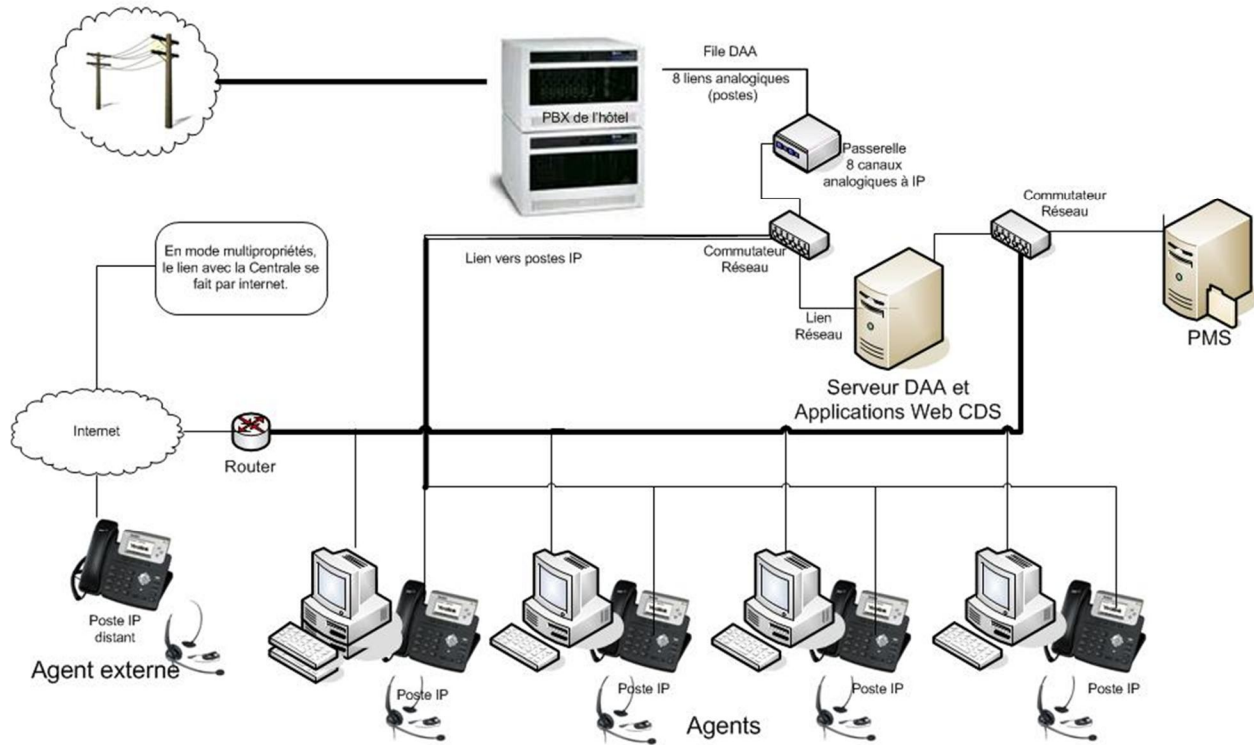 File DAA
8 liens analogiques
(postes)
PBX de l'hôtel
Passerelle
8 canaux
analogiques à IP
Commutateur
Réseau
En mode multipropriétés,
le lien avec la Centrale se
fait par internet.
Lien vers postes IP
Commutateur
Réseau
Lien
Réseau
PMS
Serveur DAA et
Applications Web CDS
Internet
Router
Poste IP
distant
Agent externe
Poste IP
Poste IP
Poste IP
Poste IP
Agents